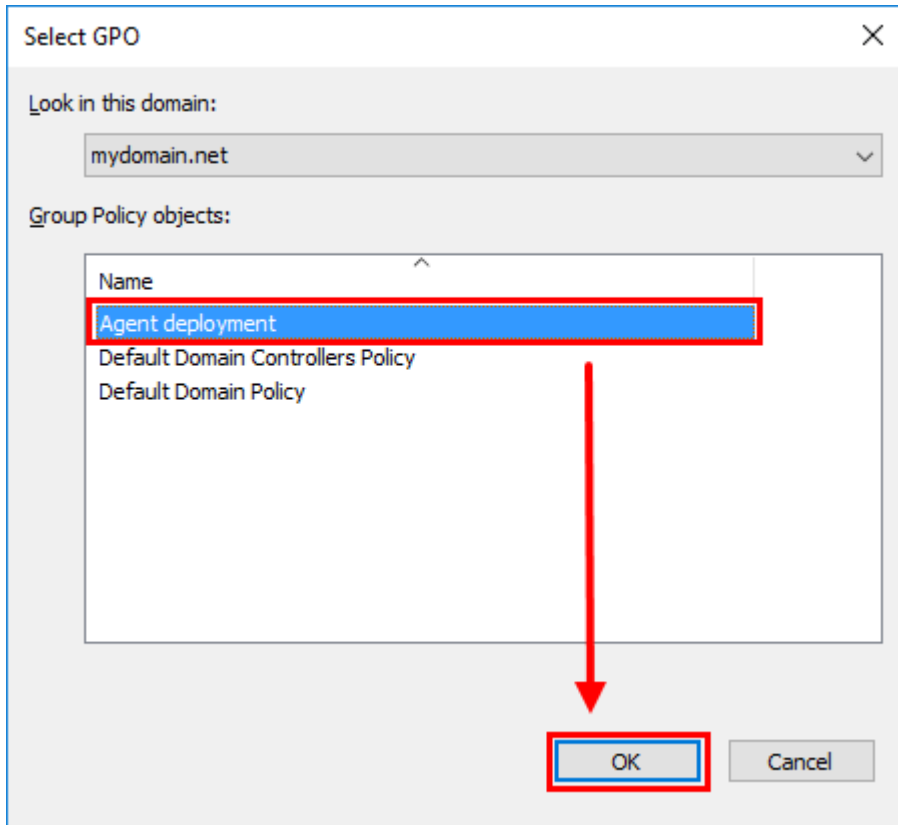 Select GPO
Look in this domain:
mydomain.net
Group Policy objects:
Name
Agent deployment
Default Domain Controllers Policy
Default Domain Policy
OK Cancel